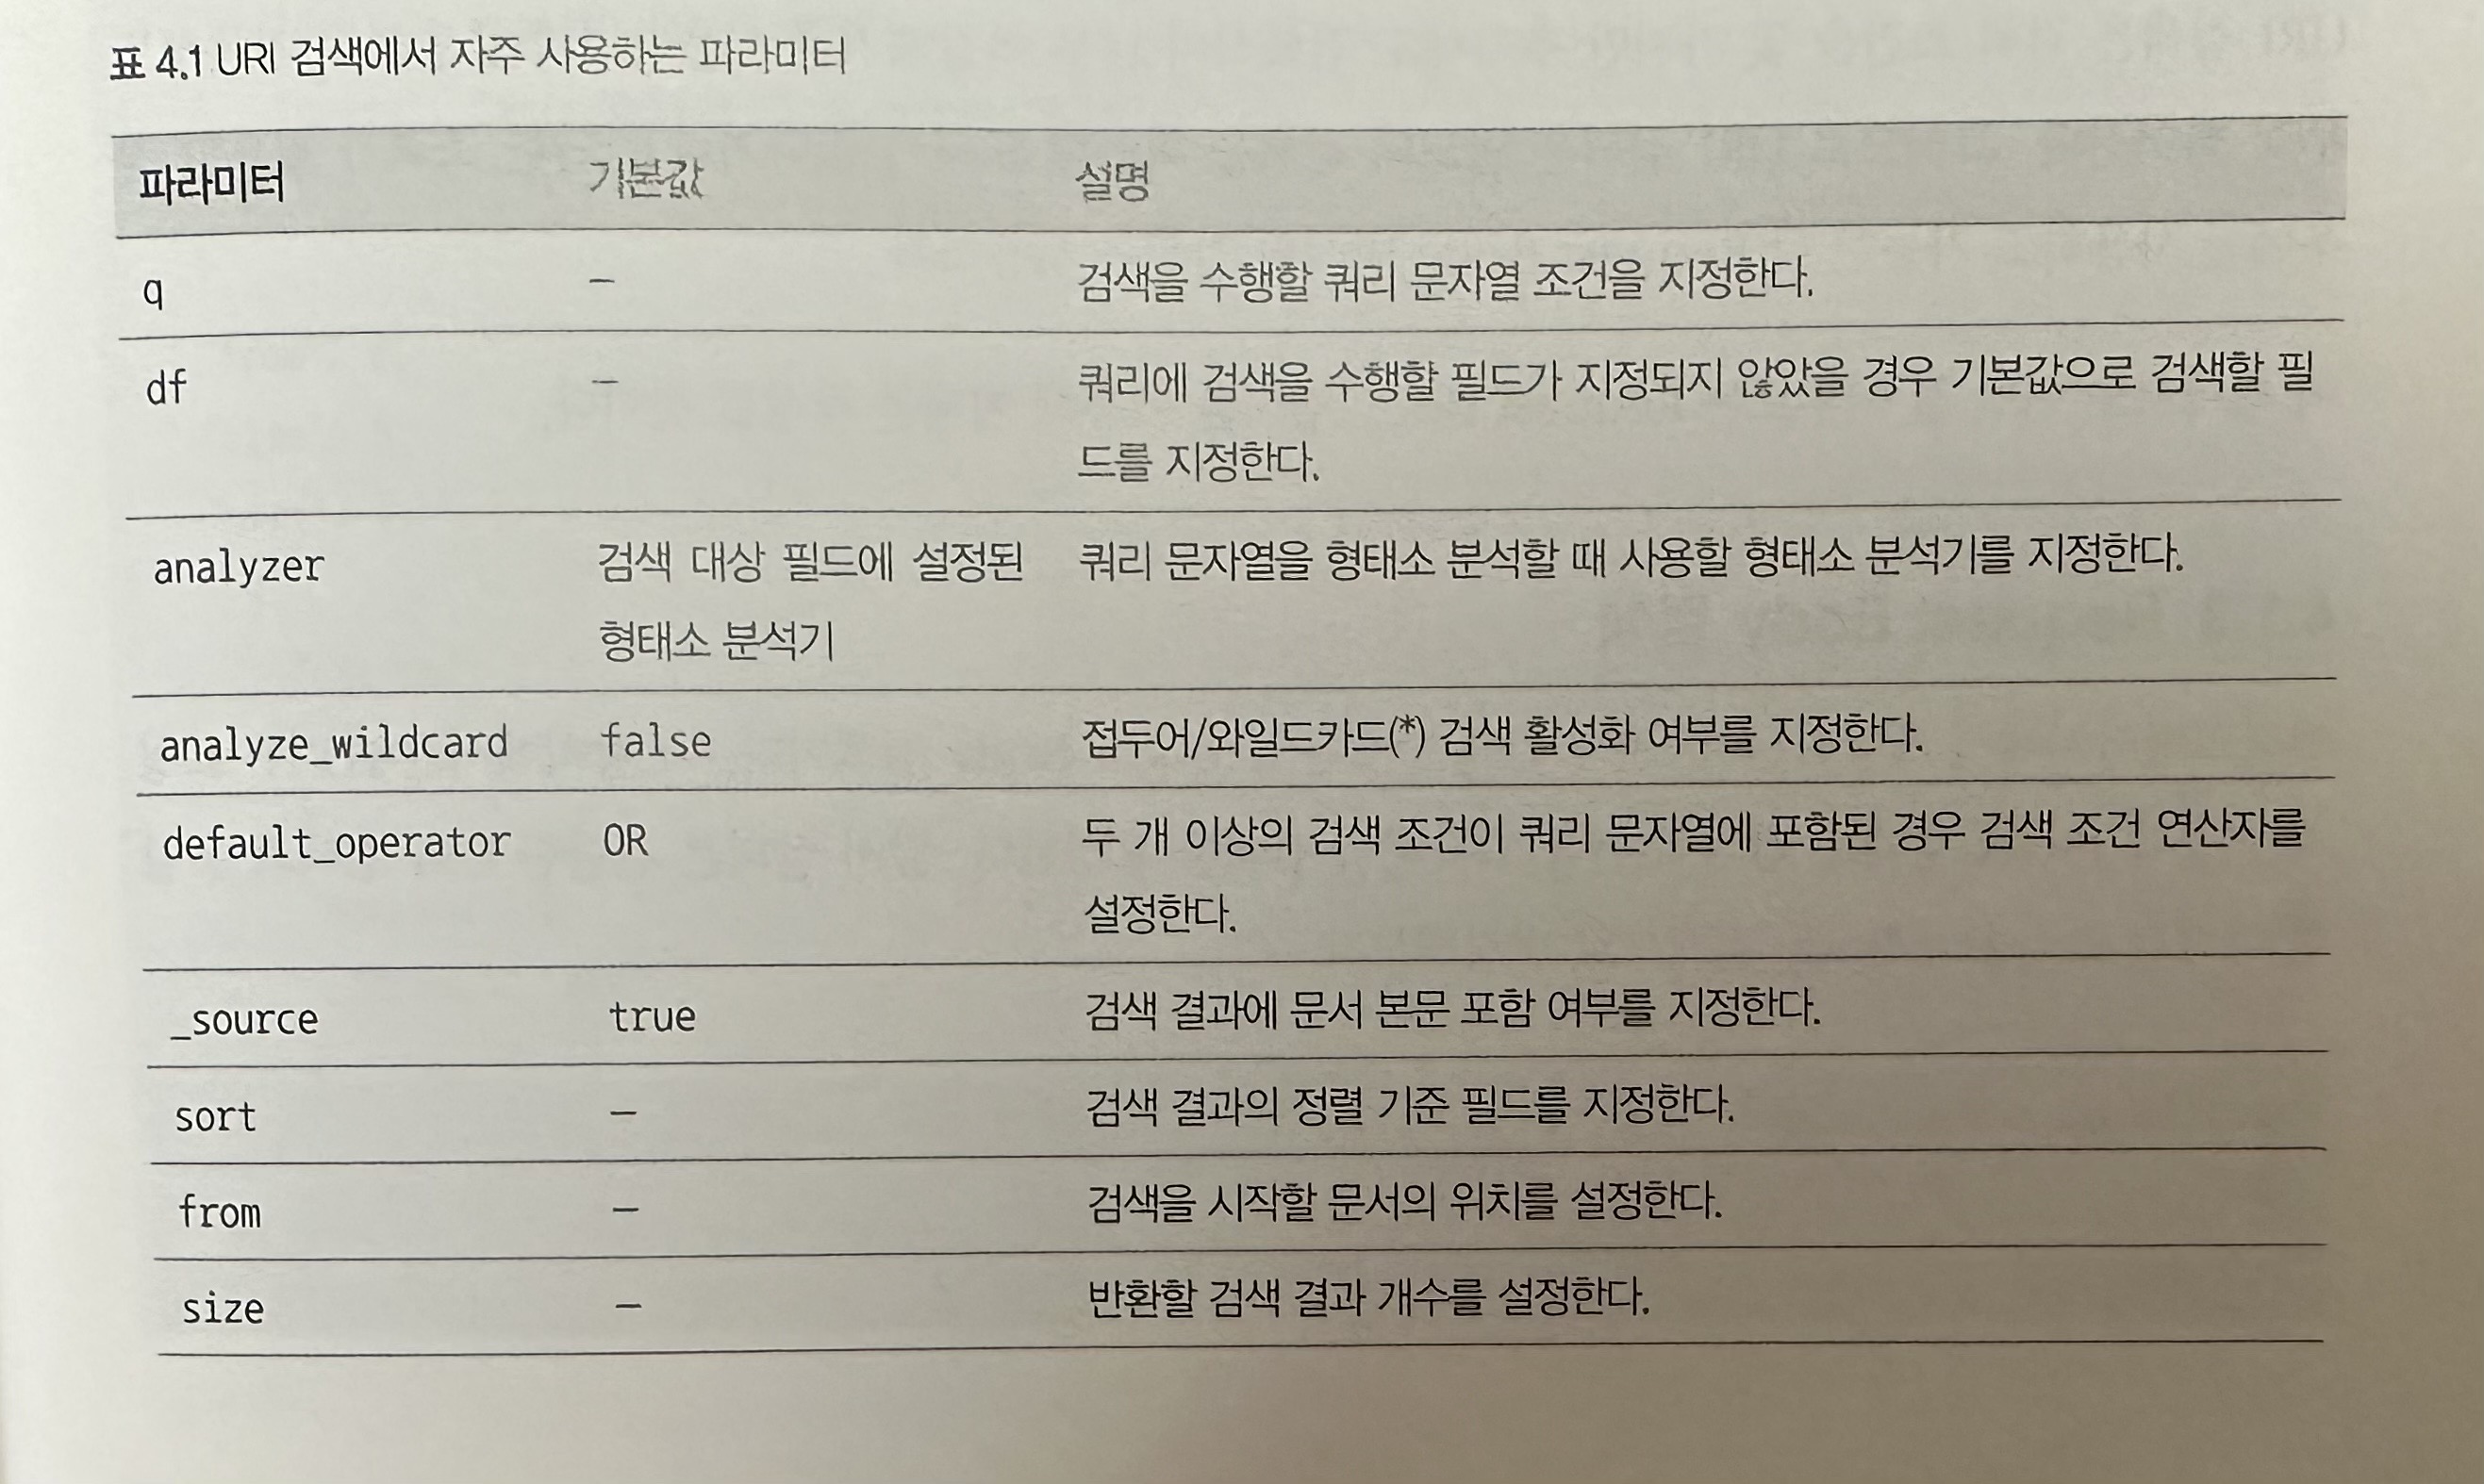 표 4.1 URI 검색에서 자주 사용하는 파라미터
파라미터 기본값 설명
q – 검색을 수행할 쿼리 문자열 조건을 지정한다.
df – 쿼리에 검색을 수행할 필드가 지정되지 않았을 경우 기본값으로 검색할 필
드를 지정한다.
analyzer 검색 대상 필드에 설정된 쿼리 문자열을 형태소 분석할 때 사용할 형태소 분석기를 지정한다.
형태소 분석기
analyze_wildcard false 접두어/와일드카드(*) 검색 활성화 여부를 지정한다.
default_operator OR 두 개 이상의 검색 조건이 쿼리 문자열에 포함된 경우 검색 조건 연산자를
설정한다.
_source true 검색 결과에 문서 본문 포함 여부를 지정한다.
sort – 검색 결과의 정렬 기준 필드를 지정한다.
from – 검색을 시작할 문서의 위치를 설정한다.
size – 반환할 검색 결과 개수를 설정한다.